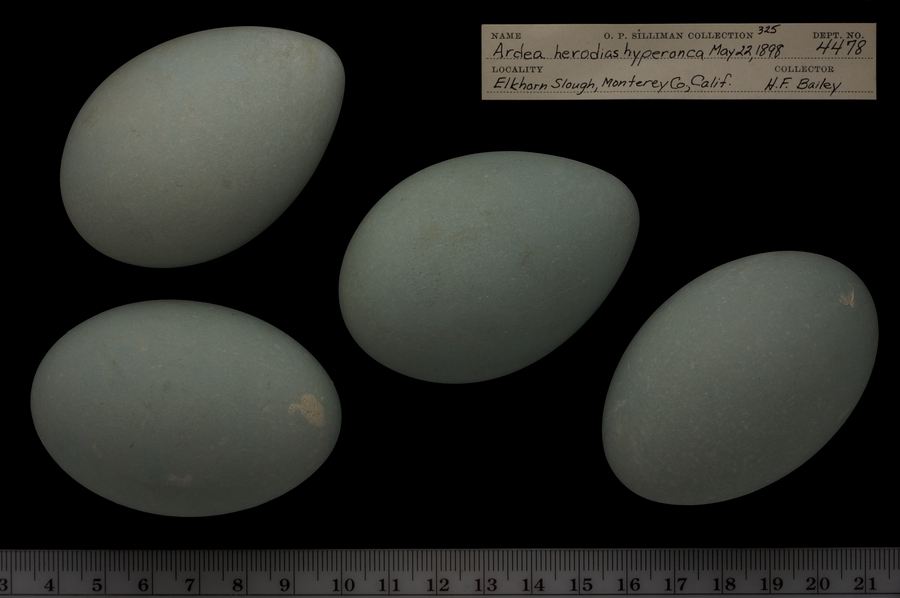 NAME O. P. SILLIMAN COLLECTION 325 DEPT. NO.
Ardea herodias hyperonca May 22, 1898 4478
LOCALITY COLLECTOR
Elkhorn Slough, Monterey Co, Calif. H.F. Bailey
3 4 5 6 7 8 9 10 11 12 13 14 15 16 17 18 19 20 21